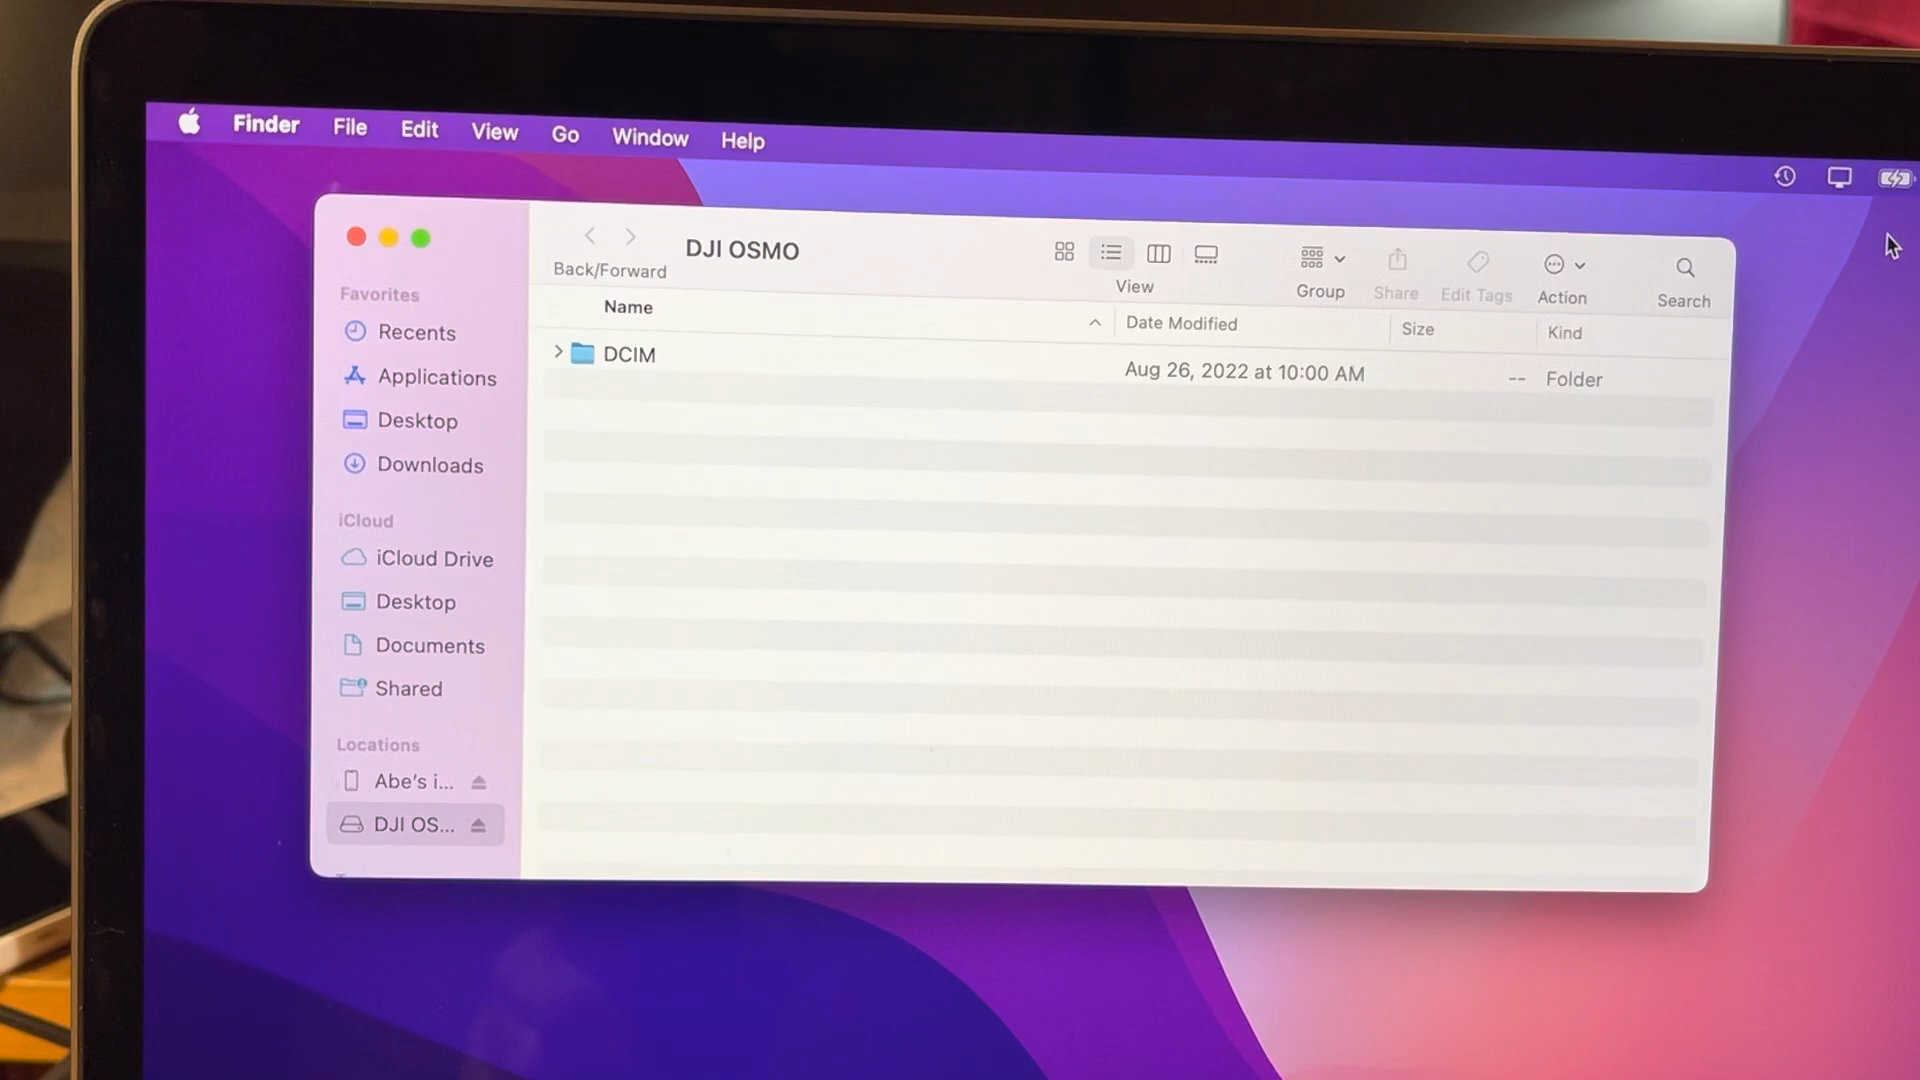 Finder File Edit View Go Window Help
DJI OSMO
Back/Forward
View
Group
Share
Edit Tags
Action
Search
Name
Date Modified
Size
Kind
DCIM
Aug 26, 2022 at 10:00 AM
--
Folder
Favorites
Recents
Applications
Desktop
Downloads
iCloud
iCloud Drive
Desktop
Documents
Shared
Locations
Abe's i...
DJI OS...